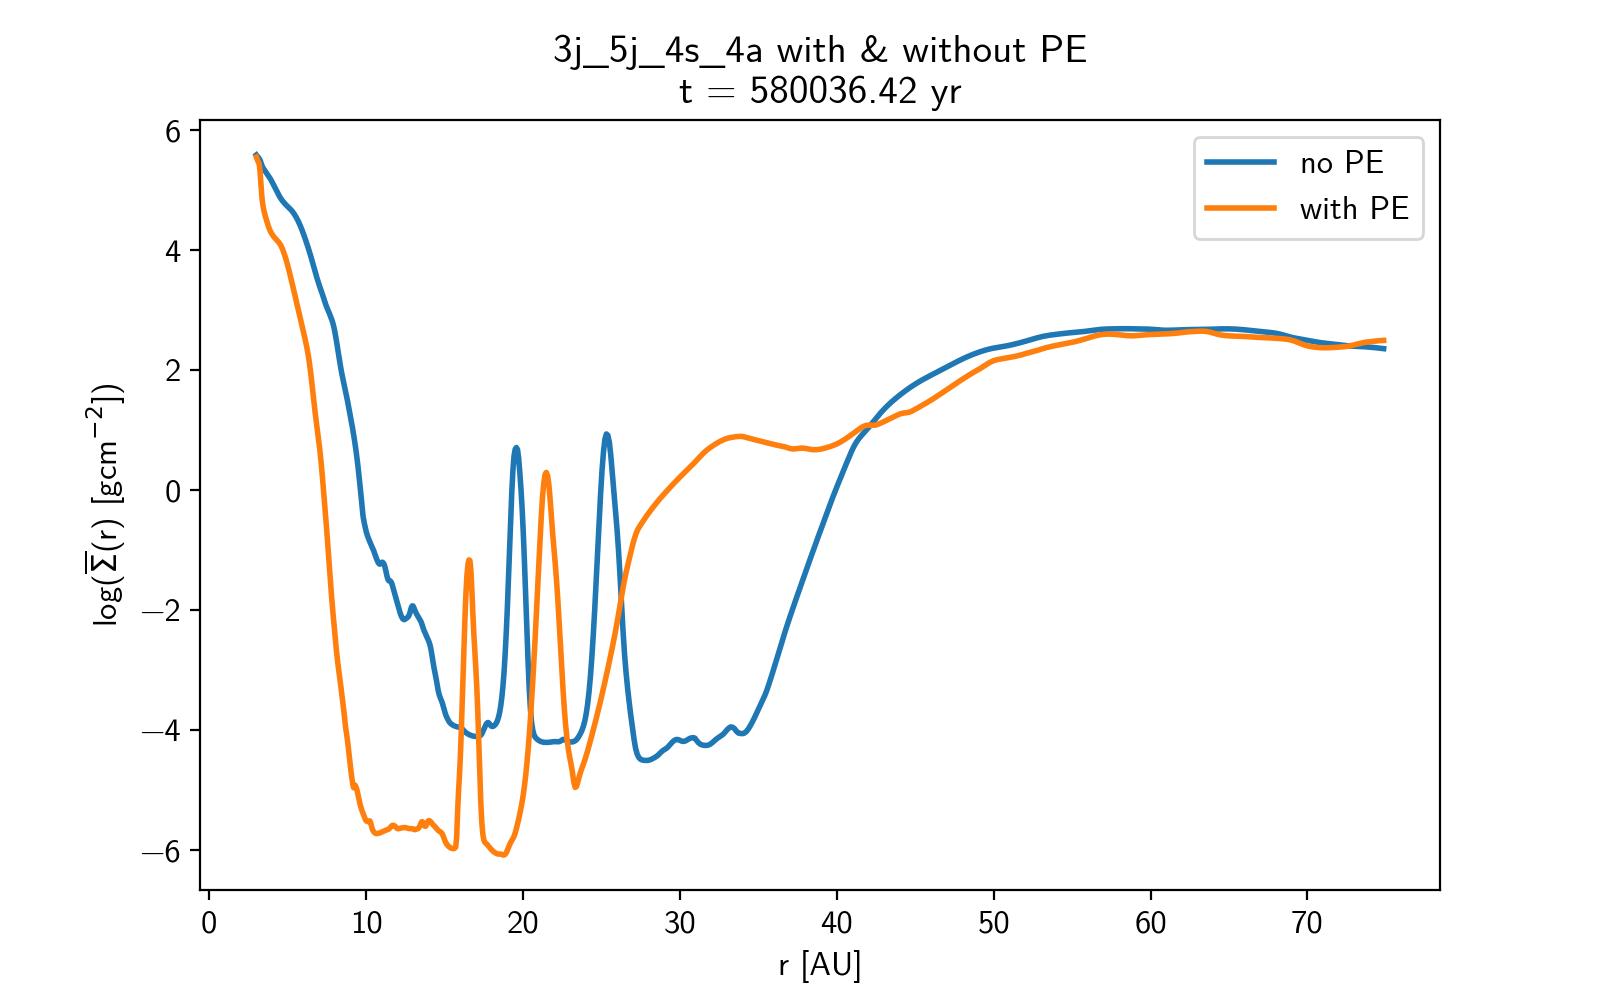 3j_5j_4s_4a with & without PE
t = 580036.42 yr
no PE
with PE
6
4
2
0
−2
−4
−6
log(Σ̅(r) [gcm⁻²])
0 10 20 30 40 50 60 70
r [AU]